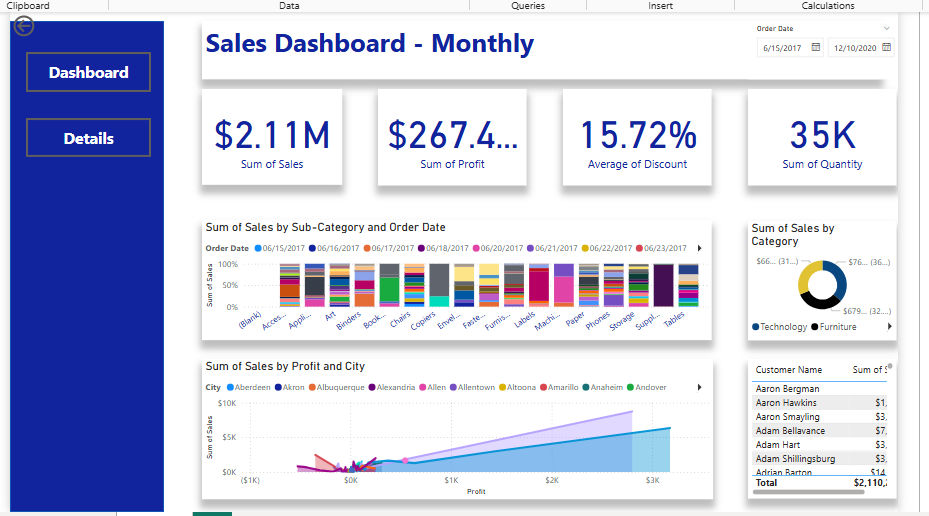 Clipboard Data Queries Insert Calculations
Dashboard
Details
Sales Dashboard - Monthly
Order Date
6/15/2017 12/10/2020
$2.11M
Sum of Sales
$267.4...
Sum of Profit
15.72%
Average of Discount
35K
Sum of Quantity
Sum of Sales by Sub-Category and Order Date
Order Date 06/15/2017 06/16/2017 06/17/2017 06/18/2017 06/20/2017 06/21/2017 06/22/2017 06/23/2017
Sum of Sales
100%
50%
0%
(Blank) Acces... Appli... Art Binders Book... Chairs Copiers Envel... Faste... Furnis... Labels Machi... Paper Phones Storage Suppl... Tables
Sum of Sales by
Category
$66... (31...) $76... (36...)
$679... (32....)
Technology Furniture
Sum of Sales by Profit and City
City Aberdeen Akron Albuquerque Alexandria Allen Allentown Altoona Amarillo Anaheim Andover
Sum of Sales
$10K
$5K
$0K
($1K) $0K $1K $2K $3K
Profit
Customer Name Sum of S
Aaron Bergman
Aaron Hawkins $1,
Aaron Smayling $3,
Adam Bellavance $7,
Adam Hart $3,
Adam Shillingsburg $3,
Adrian Barton $14
Total $2,110,